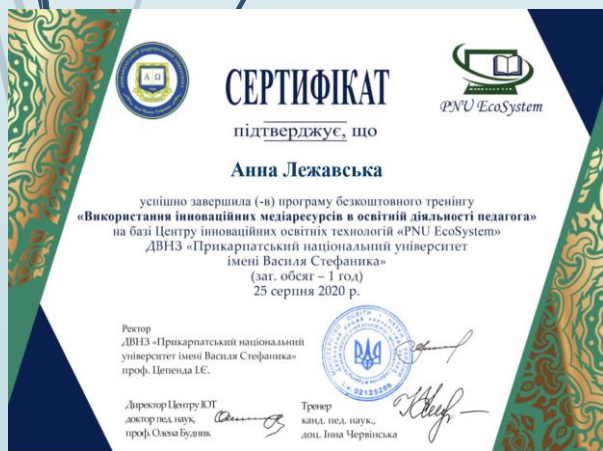 СЕРТИФІКАТ
PNU EcoSystem
підтверджує, що
Анна Лежавська
успішно завершила (-в) програму безкоштовного тренінгу
«Використання інноваційних медіаресурсів в освітній діяльності педагога»
на базі Центру інноваційних освітніх технологій «PNU EcoSystem»
ДВНЗ «Прикарпатський національний університет
імені Василя Стефаника»
(заг. обсяг – 1 год)
25 серпня 2020 р.
Ректор
ДВНЗ «Прикарпатський національний
університет імені Василя Стефаника»
проф. Цепенда І.Є.
Директор Центру ІОТ
доктор пед. наук,
проф. Олена Будник
Тренер
канд. пед. наук.,
доц. Інна Червінська